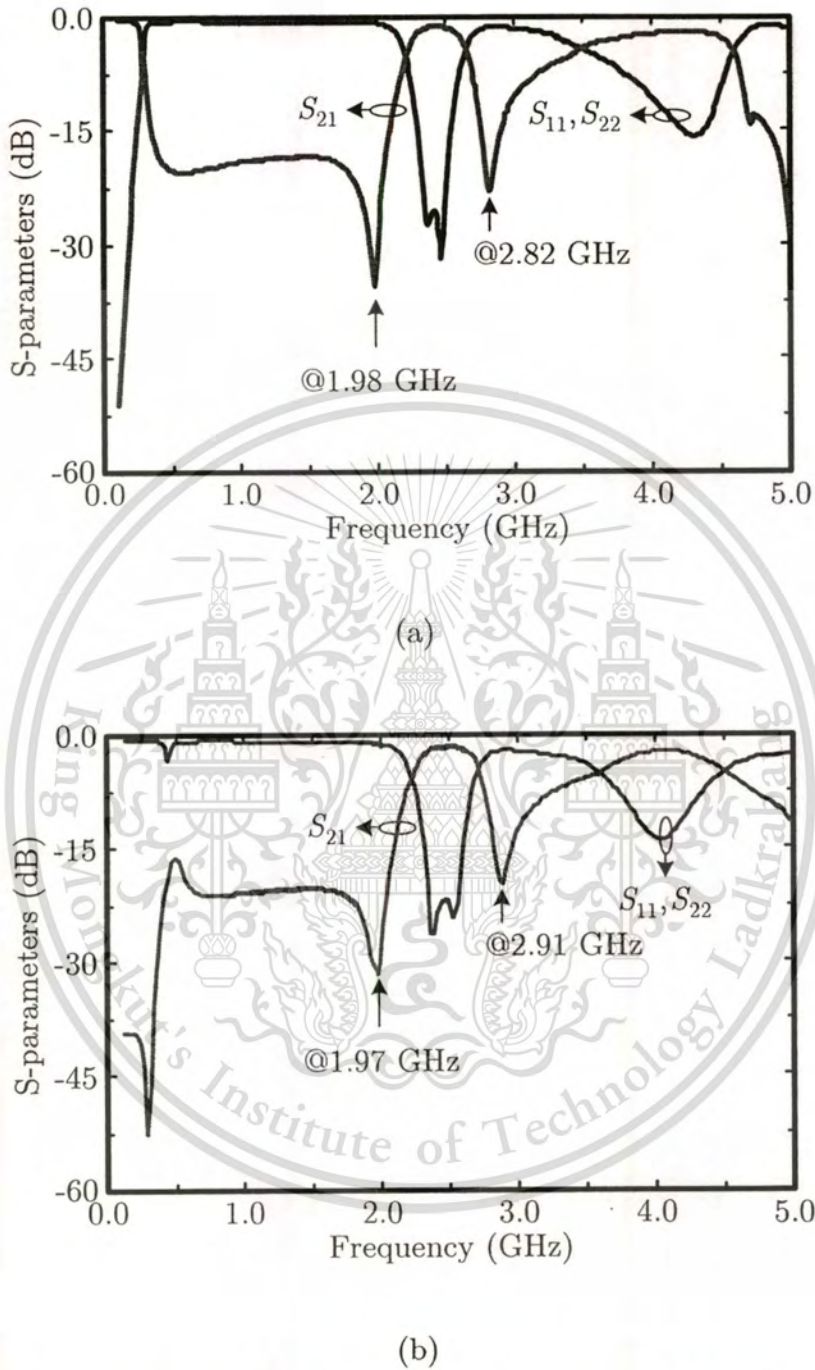 0.0
-15
-30
-45
-60
S-parameters (dB)
S₂₁
S₁₁, S₂₂
@2.82 GHz
@1.98 GHz
0.0 1.0 2.0 3.0 4.0 5.0
Frequency (GHz)
(a)
0.0
-15
-30
-45
-60
S-parameters (dB)
S₂₁
S₁₁, S₂₂
@2.91 GHz
@1.97 GHz
0.0 1.0 2.0 3.0 4.0 5.0
Frequency (GHz)
(b)
King Mongkut's Institute of Technology Ladkrabang